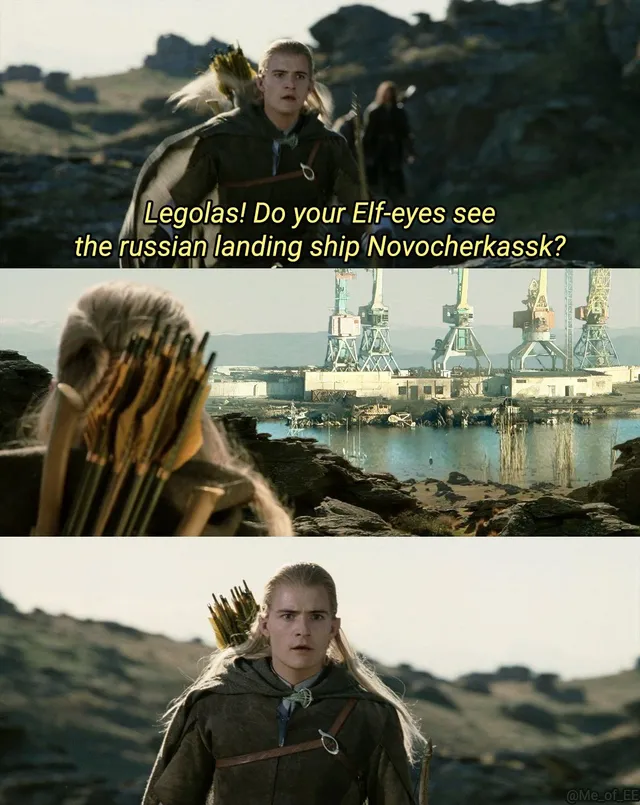 Legolas! Do your Elf-eyes see
the russian landing ship Novocherkassk?
@Me_of_EE